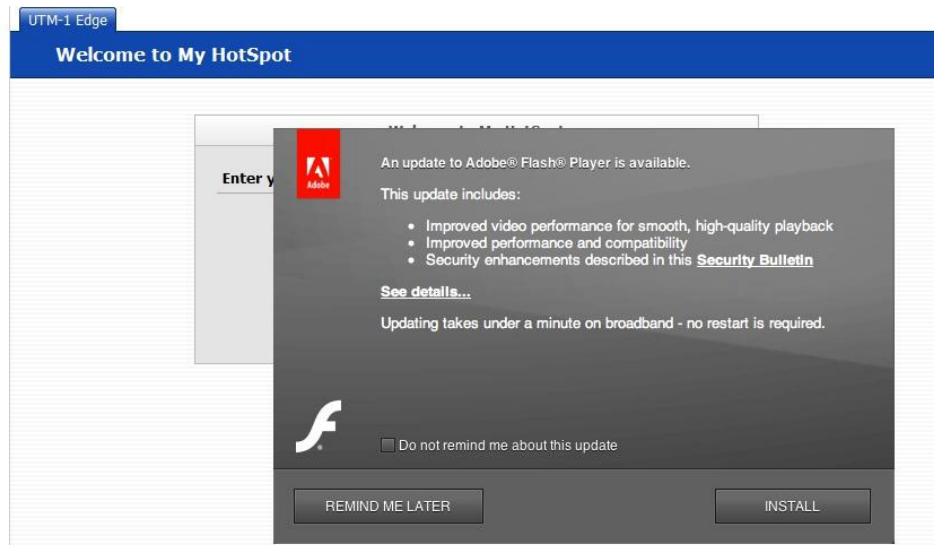 UTM-1 Edge
Welcome to My HotSpot
Enter y
Adobe
An update to Adobe® Flash® Player is available.
This update includes:
• Improved video performance for smooth, high-quality playback
• Improved performance and compatibility
• Security enhancements described in this Security Bulletin
See details...
Updating takes under a minute on broadband - no restart is required.
Do not remind me about this update
REMIND ME LATER
INSTALL